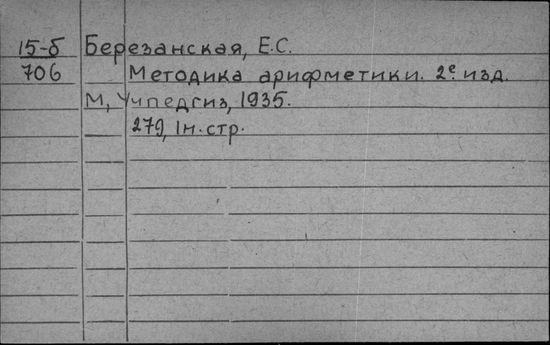 15-б Березанская, Е.С.
706 Методика арифметики. 2е изд.
М, Учпедгиз, 1935.
279, 1н.стр.